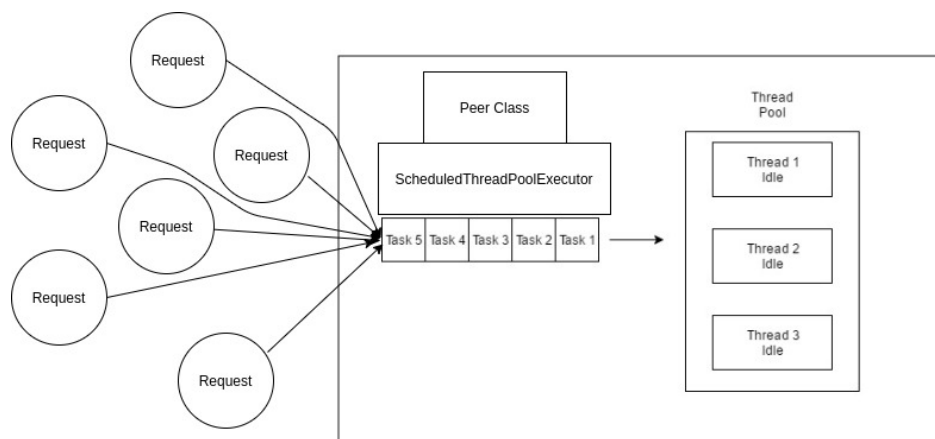 Request
Request
Request
Request
Request
Request
Peer Class
ScheduledThreadPoolExecutor
Task 5 Task 4 Task 3 Task 2 Task 1
Thread
Pool
Thread 1
Idle
Thread 2
Idle
Thread 3
Idle